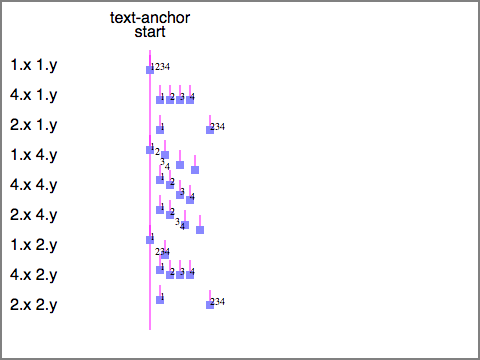 text-anchor
start
1.x 1.y 1234
4.x 1.y 1 2 3 4
2.x 1.y 1 234
1.x 4.y 1 2 3 4
4.x 4.y 1 2 3 4
2.x 4.y 1 2 3 4
1.x 2.y 1 234
4.x 2.y 1 2 3 4
2.x 2.y 1 234